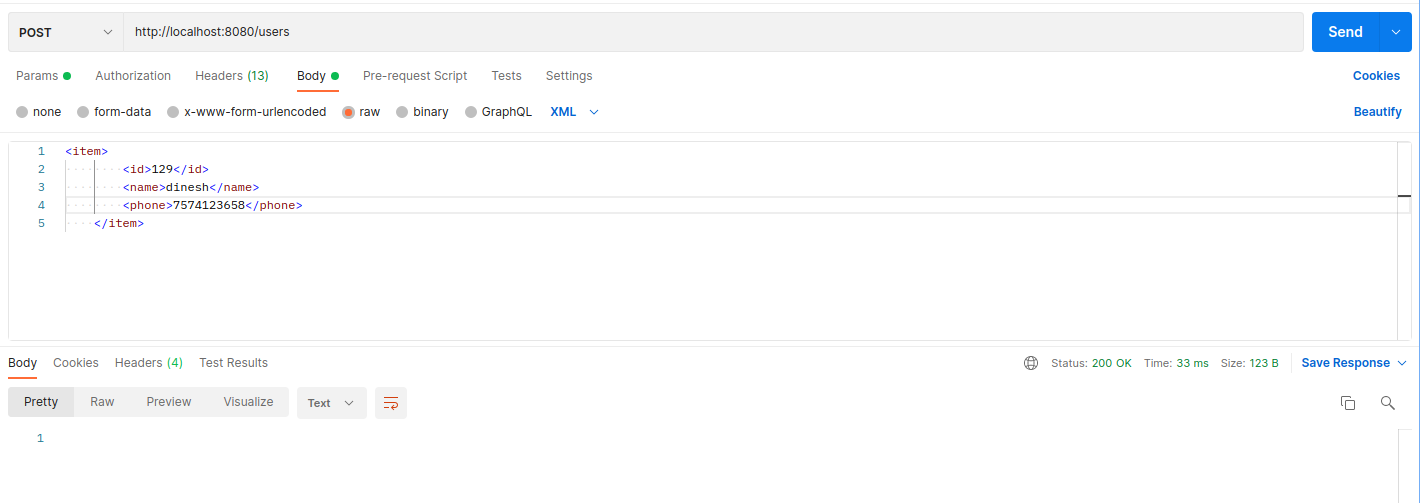 POST http://localhost:8080/users Send
Params Authorization Headers (13) Body Pre-request Script Tests Settings Cookies
none form-data x-www-form-urlencoded raw binary GraphQL XML Beautify
1 <item>
2 <id>129</id>
3 <name>dinesh</name>
4 <phone>7574123658</phone>
5 </item>
Body Cookies Headers (4) Test Results Status: 200 OK Time: 33 ms Size: 123 B Save Response
Pretty Raw Preview Visualize Text
1